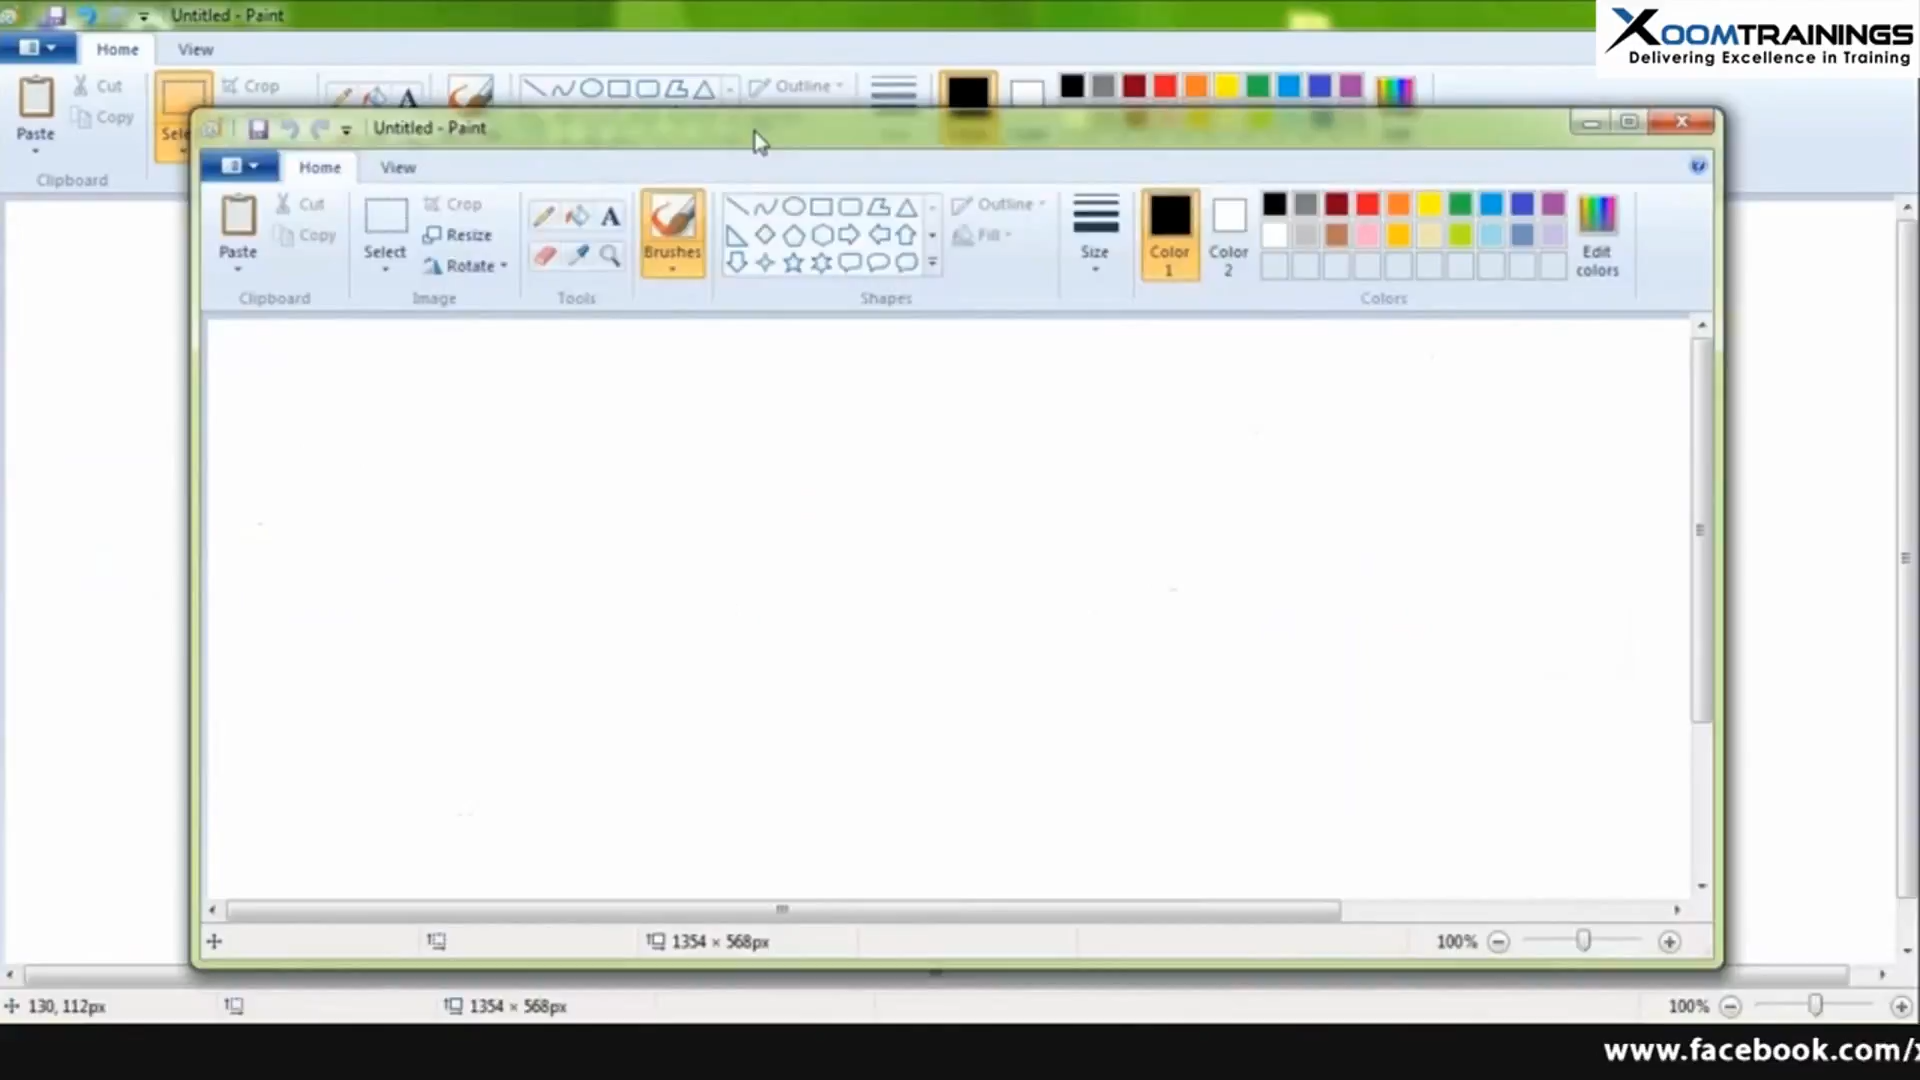 Untitled - Paint
XOOMTRAININGS
Delivering Excellence in Training
Home
View
Cut
Copy
Paste
Crop
A
Outline
Clipboard
Untitled - Paint
Home
View
Paste
Cut
Copy
Clipboard
Select
Crop
Resize
Rotate
Image
A
Tools
Brushes
Outline
Fill
Shapes
Size
Color
1
Color
2
Edit
colors
Colors
1354 × 568px
100%
130, 112px
1354 × 568px
100%
www.facebook.com/